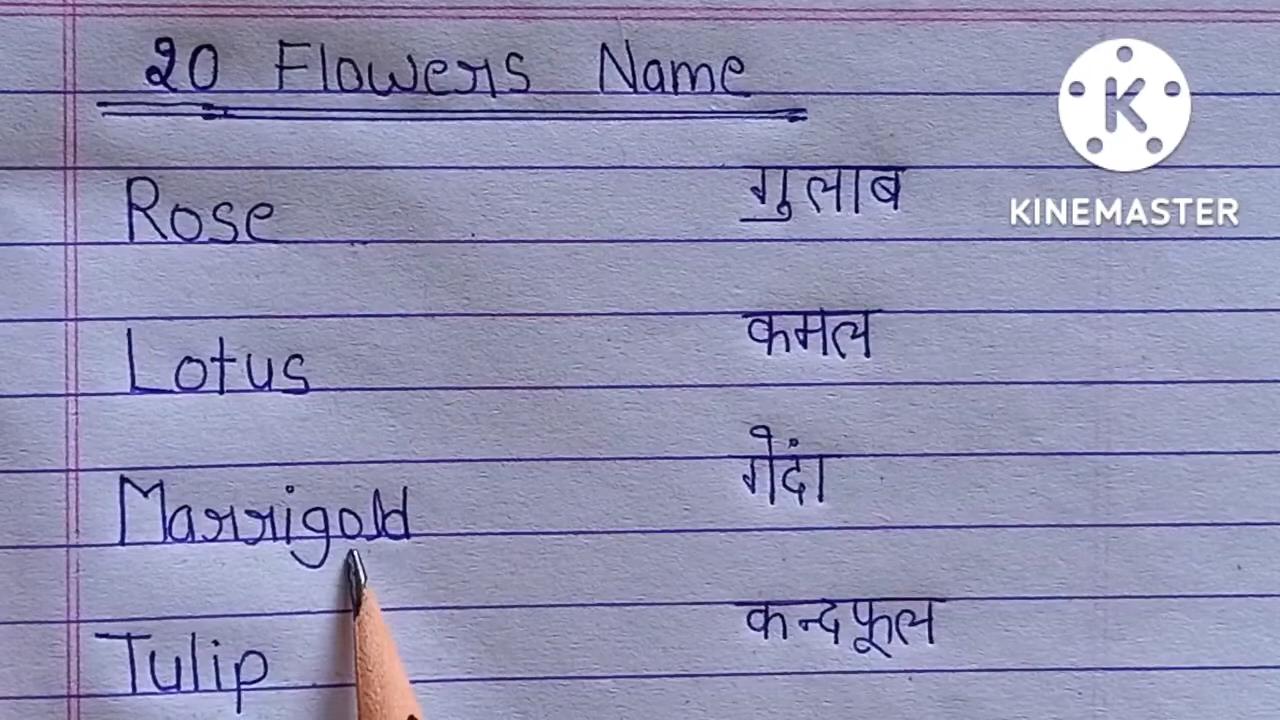 20 Flowers Name
Rose गुलाब
KINEMASTER
Lotus कमल
Marrigold गेदां
Tulip कन्दफूल